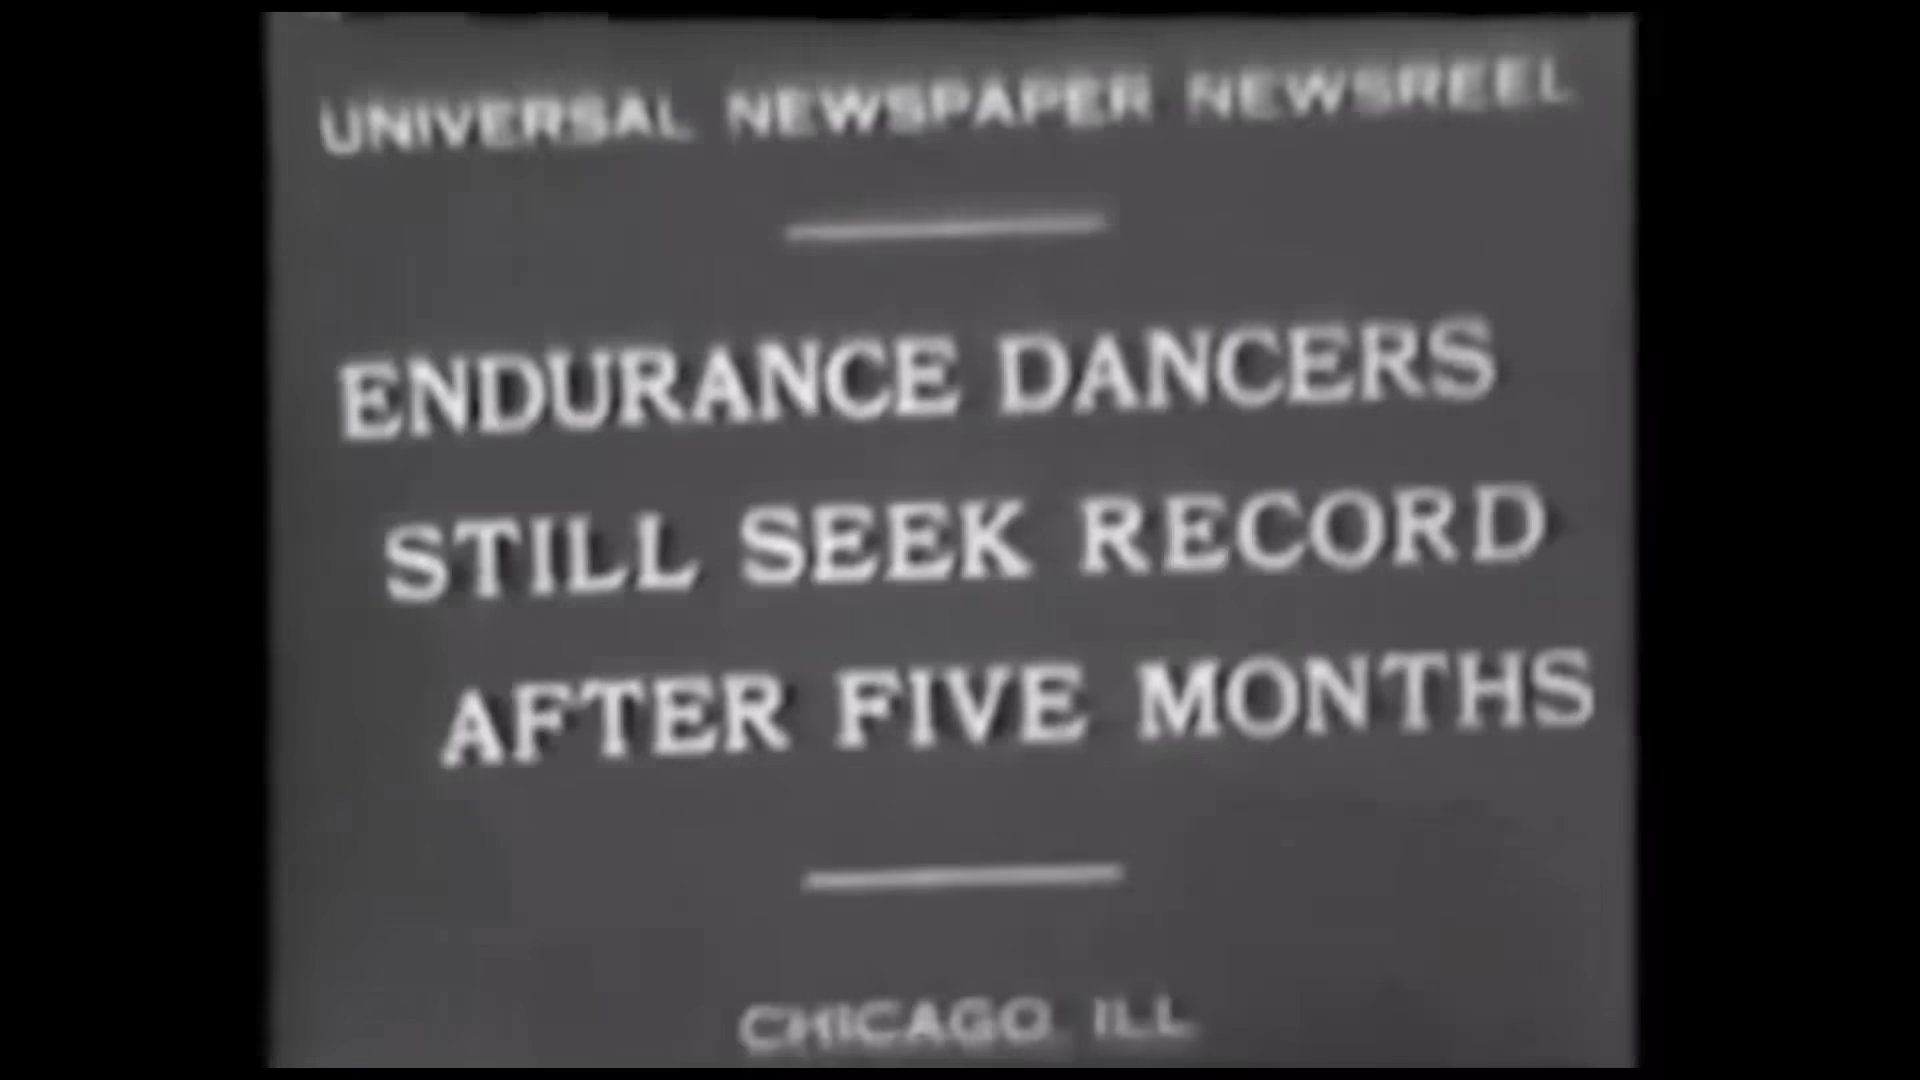 UNIVERSAL NEWSPAPER NEWSREEL
ENDURANCE DANCERS
STILL SEEK RECORD
AFTER FIVE MONTHS
CHICAGO, ILL.